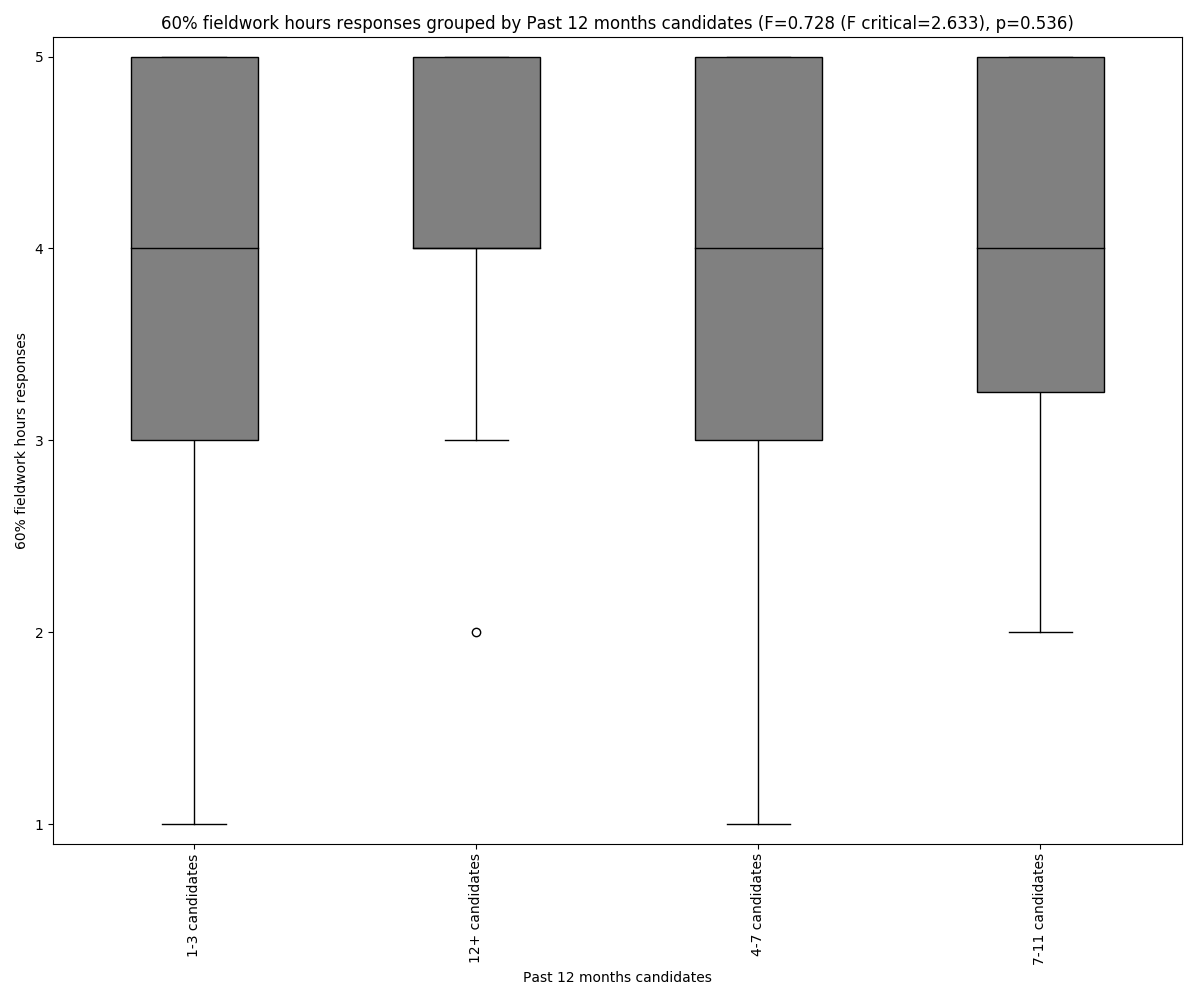 60% fieldwork hours responses grouped by Past 12 months candidates (F=0.728 (F critical=2.633), p=0.536)
5
4
3
2
1
60% fieldwork hours responses
1-3 candidates
12+ candidates
4-7 candidates
7-11 candidates
Past 12 months candidates